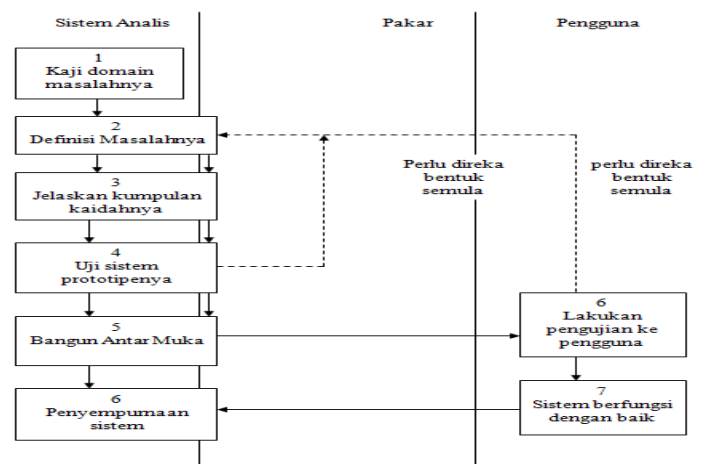 Sistem Analis
Pakar
Pengguna
1
Kaji domain
masalahnya
2
Definisi Masalahnya
3
Jelaskan kumpulan
kaidahnya
4
Uji sistem
prototipenya
5
Bangun Antar Muka
6
Penyempurnaan
sistem
Perlu direka
bentuk
semula
perlu direka
bentuk
semula
6
Lakukan
pengujian ke
pengguna
7
Sistem berfungsi
dengan baik